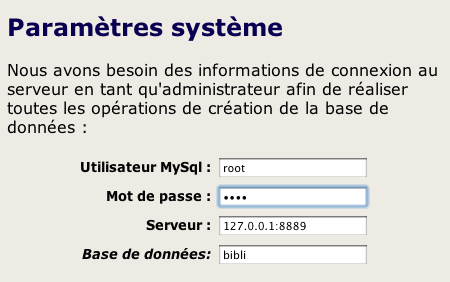 Paramètres système
Nous avons besoin des informations de connexion au
serveur en tant qu'administrateur afin de réaliser
toutes les opérations de création de la base de
données :
Utilisateur MySql : root
Mot de passe : ••••
Serveur : 127.0.0.1:8889
Base de données: bibli